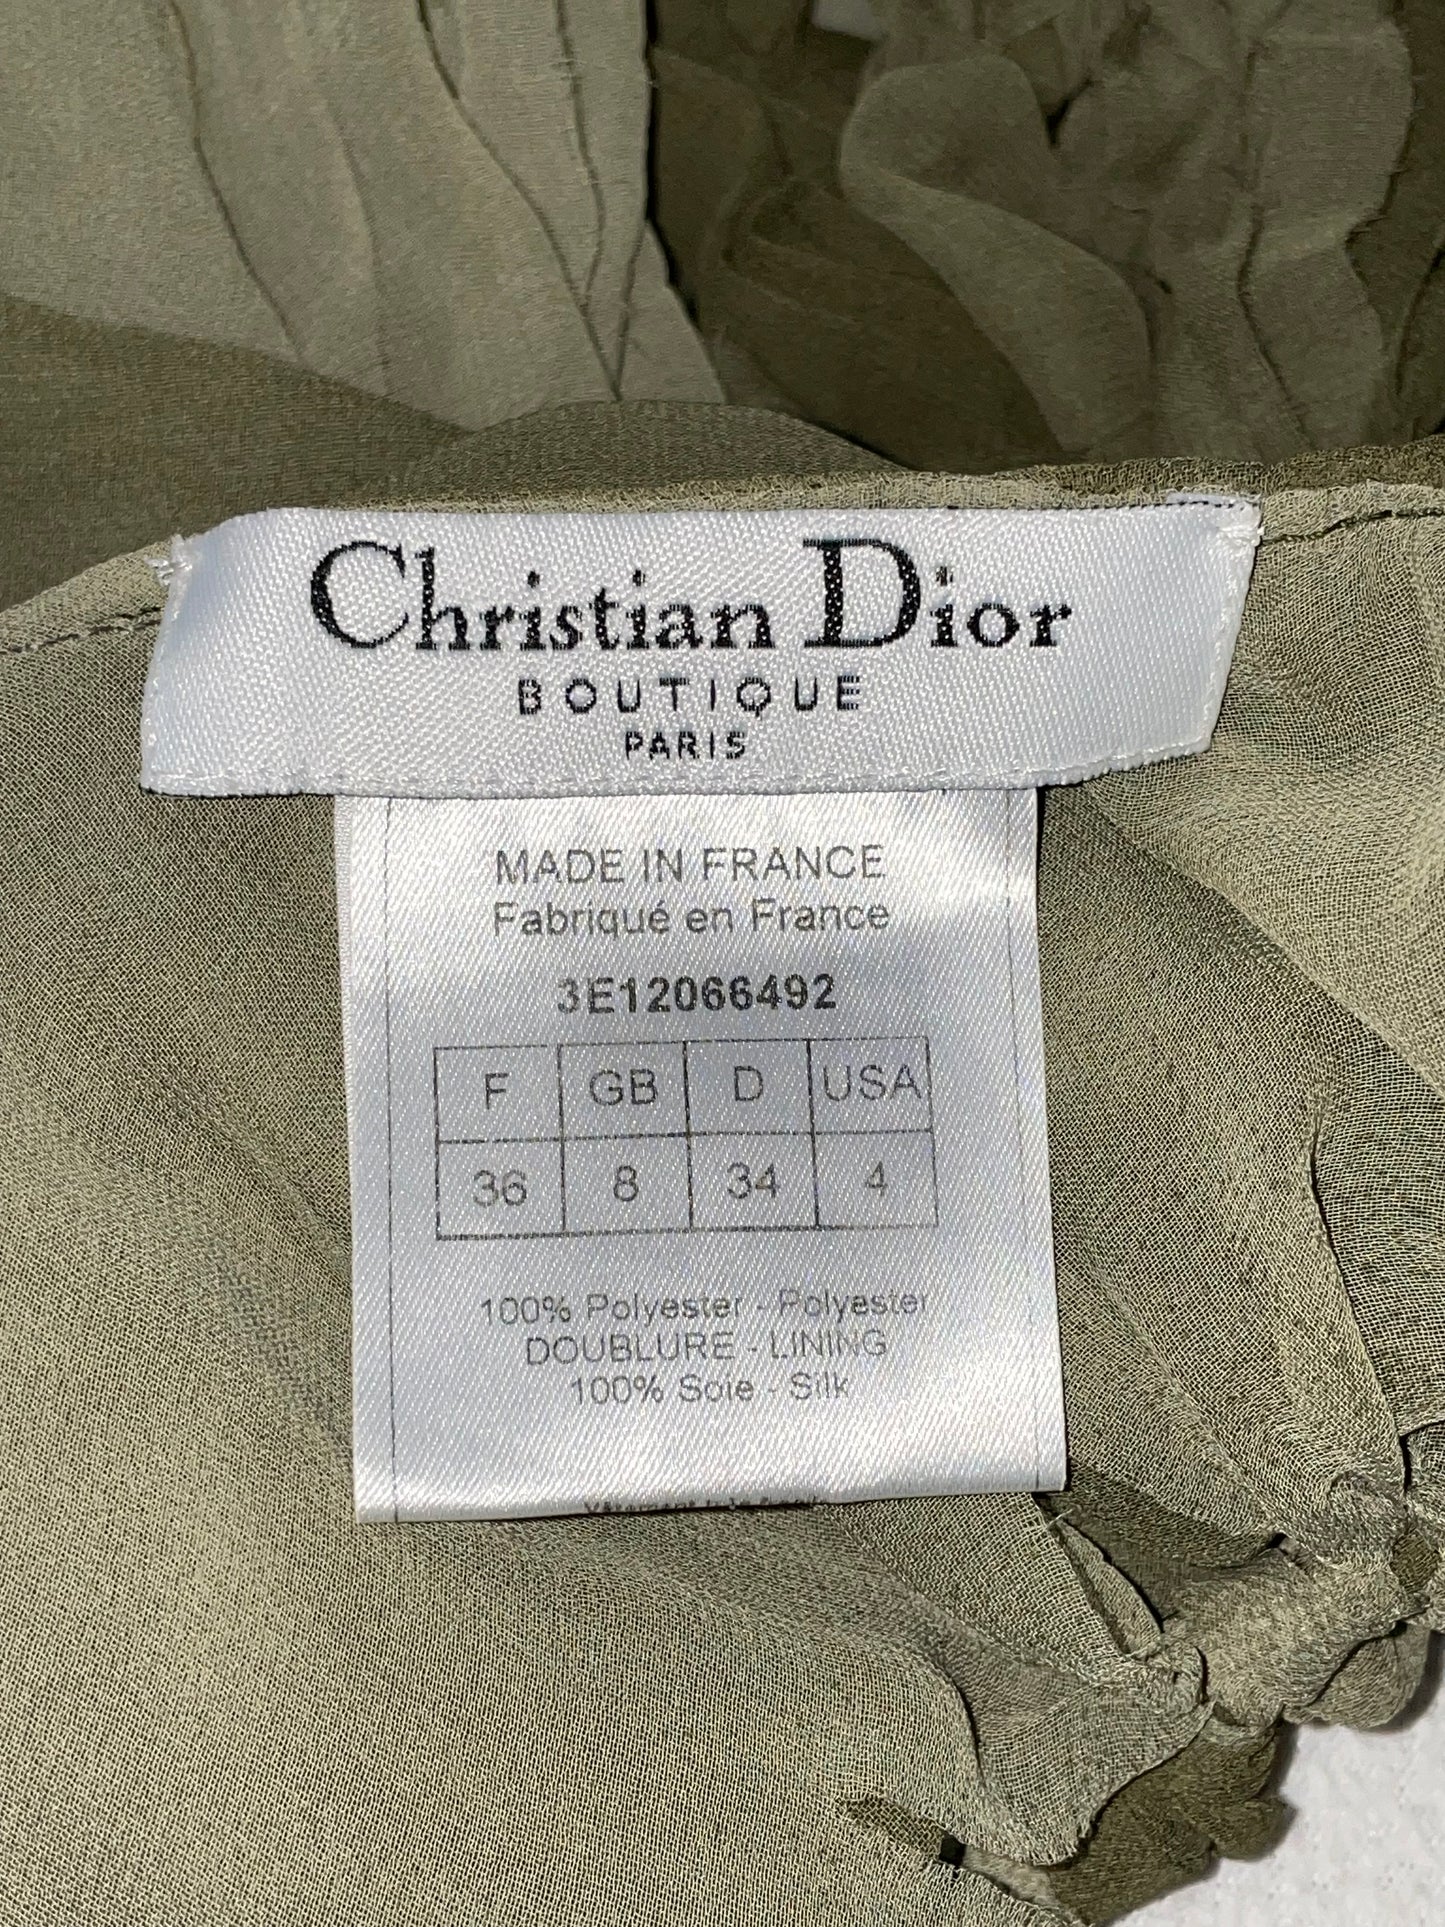 Christian Dior
BOUTIQUE
PARIS
MADE IN FRANCE
Fabriqué en France
3E12066492
F GB D USA
36 8 34 4
100% Polyester - Polyester
DOUBLURE - LINING
100% Soie - Silk